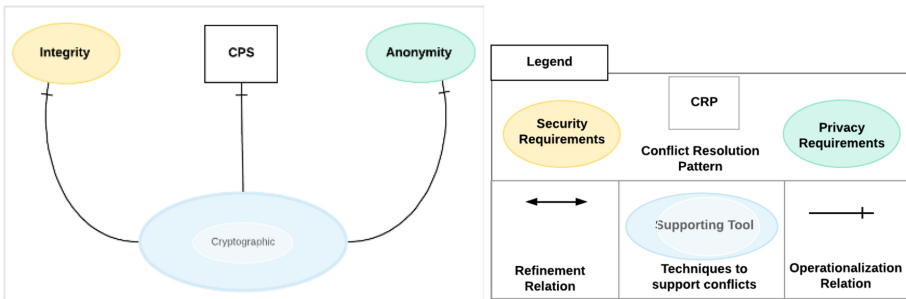 Integrity
CPS
Anonymity
Cryptographic
Legend
Security
Requirements
CRP
Conflict Resolution
Pattern
Privacy
Requirements
Refinement
Relation
Supporting Tool
Techniques to
support conflicts
Operationalization
Relation